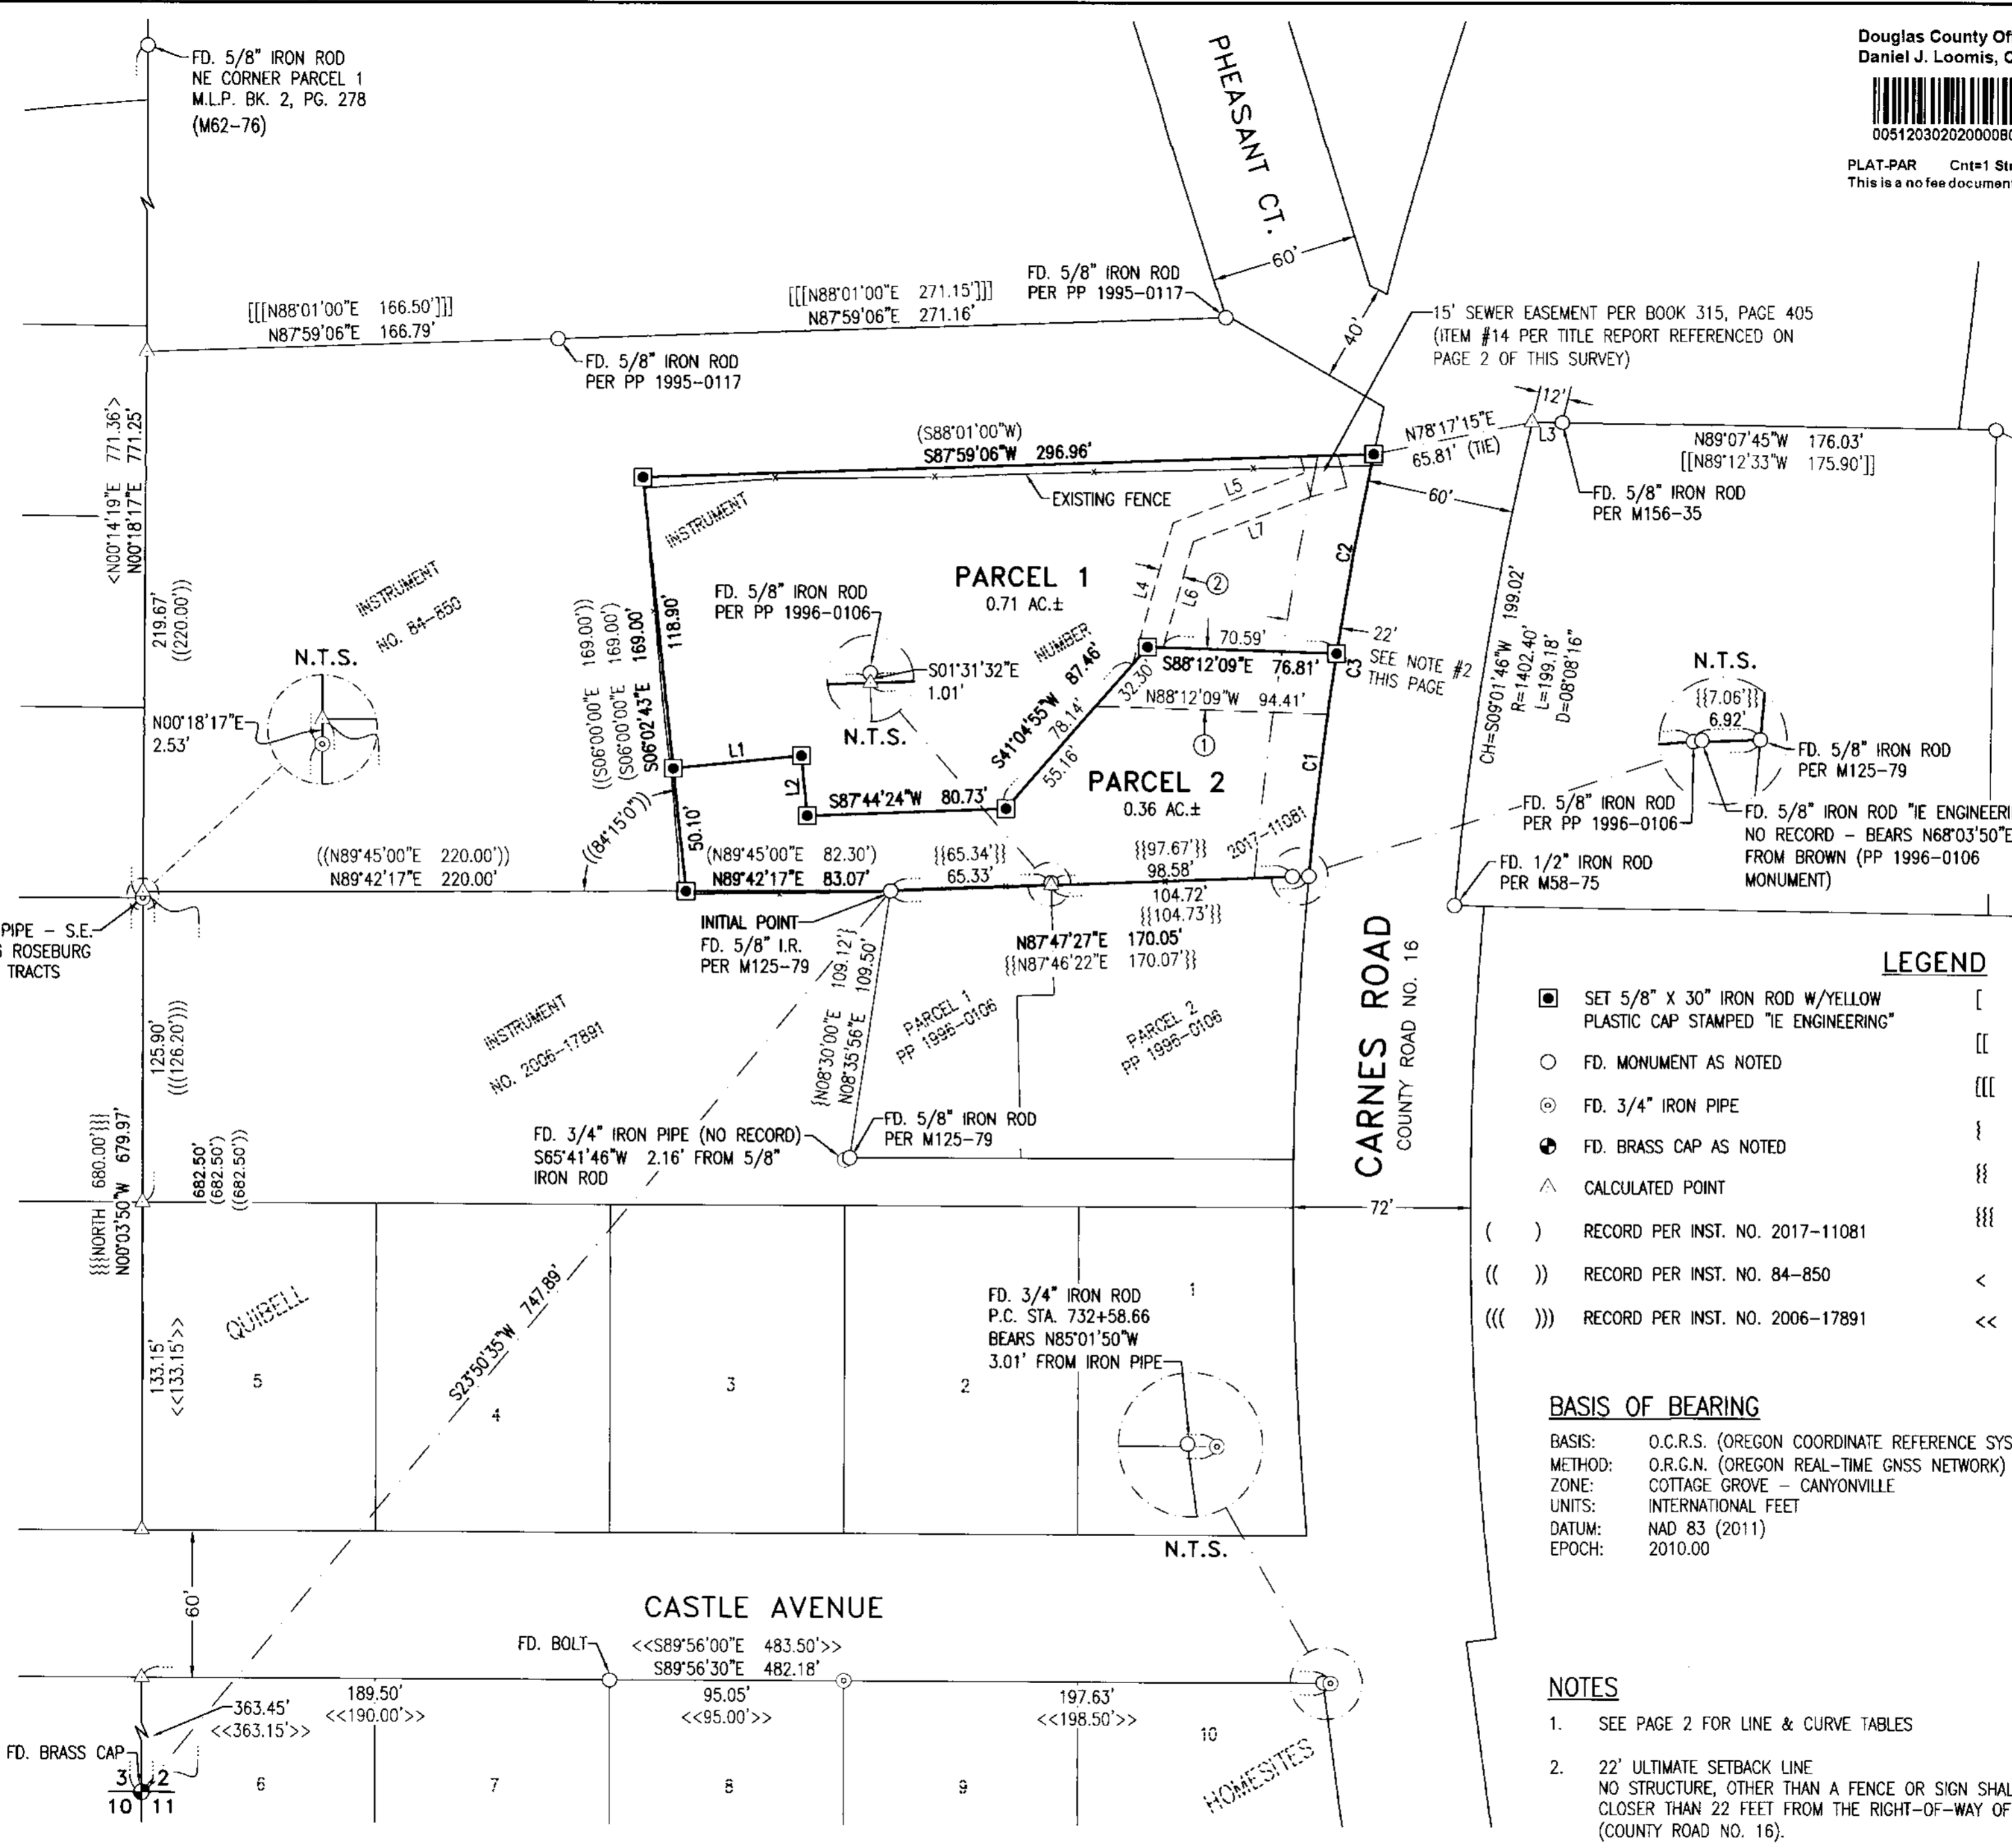 Douglas County Of
Daniel J. Loomis, C
PLAT-PAR Cnt=1 St
This is a no fee documen
FD. 5/8" IRON ROD
NE CORNER PARCEL 1
M.L.P. BK. 2, PG. 278
(M62-76)
PHEASANT CT.
60'
40'
[[[N88°01'00"E 166.50']]]
N87°59'06"E 166.79'
[[[N88°01'00"E 271.15']]]
N87°59'06"E 271.16'
FD. 5/8" IRON ROD
PER PP 1995-0117
FD. 5/8" IRON ROD
PER PP 1995-0117
15' SEWER EASEMENT PER BOOK 315, PAGE 405
(ITEM #14 PER TITLE REPORT REFERENCED ON
PAGE 2 OF THIS SURVEY)
12'
L3
N78°17'15"E
65.81' (TIE)
N89°07'45"W 176.03'
[[N89°12'33"W 175.90']]
FD. 5/8" IRON ROD
PER M156-35
60'
<N00°14'19"E 771.36'>
N00°18'17"E 771.25'
219.67'
((220.00'))
(S88°01'00"W)
S87°59'06"W 296.96'
EXISTING FENCE
INSTRUMENT
L5
L7
L4
L6
2
C2
PARCEL 1
0.71 AC.±
INSTRUMENT
NO. 84-850
FD. 5/8" IRON ROD
PER PP 1996-0106
S01°31'32"E
1.01'
N.T.S.
NUMBER
((S06°00'00"E 169.00'))
(S06°00'00"E 169.00')
S06°02'43"E 169.00'
118.90'
70.59'
S88°12'09"E 76.81'
22'
SEE NOTE #2
THIS PAGE
C3
S41°04'55"W 87.46'
32.30'
78.14'
55.16'
N88°12'09"W 94.41'
1
C1
CH=S09°01'46"W 199.02'
R=1402.40'
L=199.18'
D=08°08'16"
N.T.S.
{{7.06'}}
6.92'
FD. 5/8" IRON ROD
PER M125-79
N.T.S.
N00°18'17"E
2.53'
L1
L2
S87°44'24"W 80.73'
PARCEL 2
0.36 AC.±
2017-11081
FD. 5/8" IRON ROD
PER PP 1996-0106
FD. 5/8" IRON ROD "IE ENGINEERI
NO RECORD - BEARS N68°03'50"E
FROM BROWN (PP 1996-0106
MONUMENT)
((84°15'0"))
50.10'
((N89°45'00"E 220.00'))
N89°42'17"E 220.00'
(N89°45'00"E 82.30')
N89°42'17"E 83.07'
{{65.34'}}
65.33'
{{97.67'}}
98.58'
104.72'
{{104.73'}}
FD. 1/2" IRON ROD
PER M58-75
PIPE - S.E.
ROSEBURG
TRACTS
INITIAL POINT
FD. 5/8" I.R.
PER M125-79
N87°47'27"E 170.05'
{{N87°46'22"E 170.07'}}
{N08°30'00"E 109.12'}
N08°35'56"E 109.50'
PARCEL 1
PP 1996-0106
PARCEL 2
PP 1996-0106
INSTRUMENT
NO. 2006-17891
125.90'
(((126.20')))
CARNES ROAD
COUNTY ROAD NO. 16
FD. 3/4" IRON PIPE (NO RECORD)
S65°41'46"W 2.16' FROM 5/8"
IRON ROD
FD. 5/8" IRON ROD
PER M125-79
{{{NORTH 680.00'}}}
N00°03'50"W 679.97'
682.50'
(682.50')
((682.50'))
72'
LEGEND
SET 5/8" X 30" IRON ROD W/YELLOW
PLASTIC CAP STAMPED "IE ENGINEERING"
FD. MONUMENT AS NOTED
FD. 3/4" IRON PIPE
FD. BRASS CAP AS NOTED
CALCULATED POINT
( ) RECORD PER INST. NO. 2017-11081
(( )) RECORD PER INST. NO. 84-850
((( ))) RECORD PER INST. NO. 2006-17891
[
[[
[[[
{
{{
{{{
<
<<
QUIBELL
133.15'
<<133.15'>>
S23°50'35"W 747.89'
5
4
3
2
1
FD. 3/4" IRON ROD
P.C. STA. 732+58.66
BEARS N85°01'50"W
3.01' FROM IRON PIPE
N.T.S.
BASIS OF BEARING
BASIS: O.C.R.S. (OREGON COORDINATE REFERENCE SYS
METHOD: O.R.G.N. (OREGON REAL-TIME GNSS NETWORK)
ZONE: COTTAGE GROVE - CANYONVILLE
UNITS: INTERNATIONAL FEET
DATUM: NAD 83 (2011)
EPOCH: 2010.00
60'
CASTLE AVENUE
FD. BOLT
<<S89°56'00"E 483.50'>>
S89°56'30"E 482.18'
363.45'
<<363.15'>>
189.50'
<<190.00'>>
95.05'
<<95.00'>>
197.63'
<<198.50'>>
FD. BRASS CAP
3 2
10 11
6
7
8
9
10
HOMESITES
NOTES
1. SEE PAGE 2 FOR LINE & CURVE TABLES
2. 22' ULTIMATE SETBACK LINE
NO STRUCTURE, OTHER THAN A FENCE OR SIGN SHAL
CLOSER THAN 22 FEET FROM THE RIGHT-OF-WAY OF
(COUNTY ROAD NO. 16).